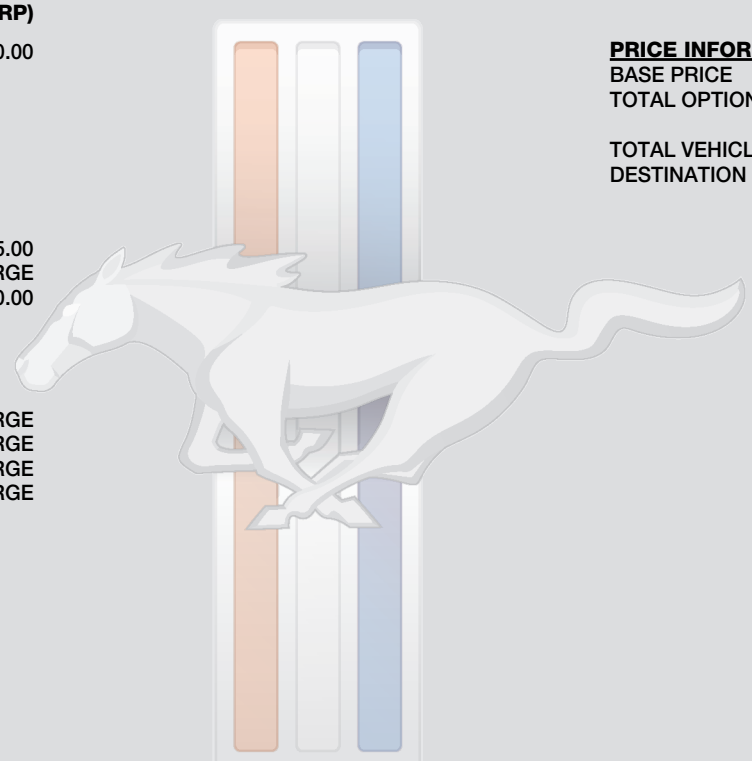 RP)
0.00
PRICE INFOR
BASE PRICE
TOTAL OPTION
TOTAL VEHICL
DESTINATION
5.00
RGE
0.00
RGE
RGE
RGE
RGE